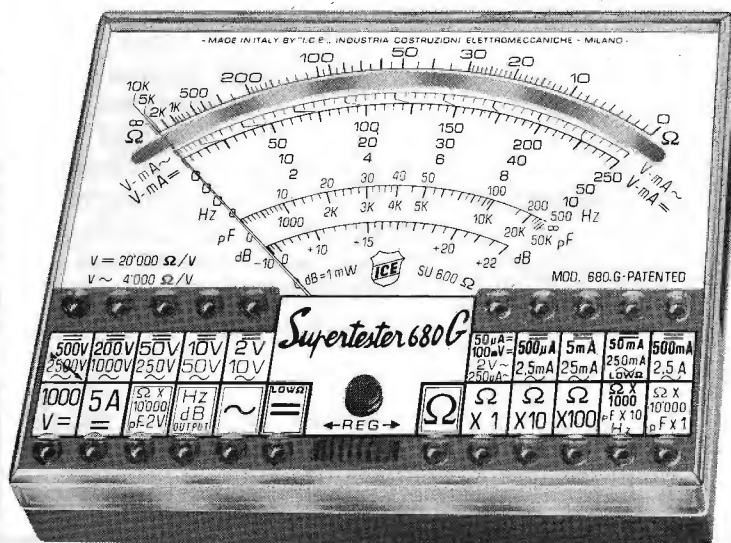 - MADE IN ITALY BY "I.C.E., INDUSTRIA COSTRUZIONI ELETTROMECCANICHE - MILANO -
10K 5K 2K 1K 500 200 100 50 30 20 10 0
Ω ∞ Ω
V-mA~ 50 100 150 200 250 V-mA~
V-mA= 10 20 30 40 50 V-mA=
0 2 4 6 8 10
Hz 0 10 20 30 40 50 100 200 500 Hz
pF 0 1000 2K 3K 4K 5K 10K 20K 50K ∞ pF
dB -10 0 +10 +15 +20 +22 dB
V = 20'000 Ω/V
V ~ 4'000 Ω/V
dB=1mW ICE SU 600 Ω
MOD. 680.G-PATENTED
500V 200V 50V 10V 2V
2500V 1000V 250V 50V 10V
Supertester 680 G
50µA= 100mV= 2V~ 250µA~
500µA 5mA 50mA 500mA
2,5mA 25mA 250mA LOWΩ 2,5 A
1000 V=
5A
Ω X 10'000 pF 2V
Hz dB OUTPUT
~
LOWΩ
=
←REG→
Ω
Ω X 1
Ω X10
Ω X100
Ω X 1000 pF X 10 Hz
Ω X 10'000 pF x 1